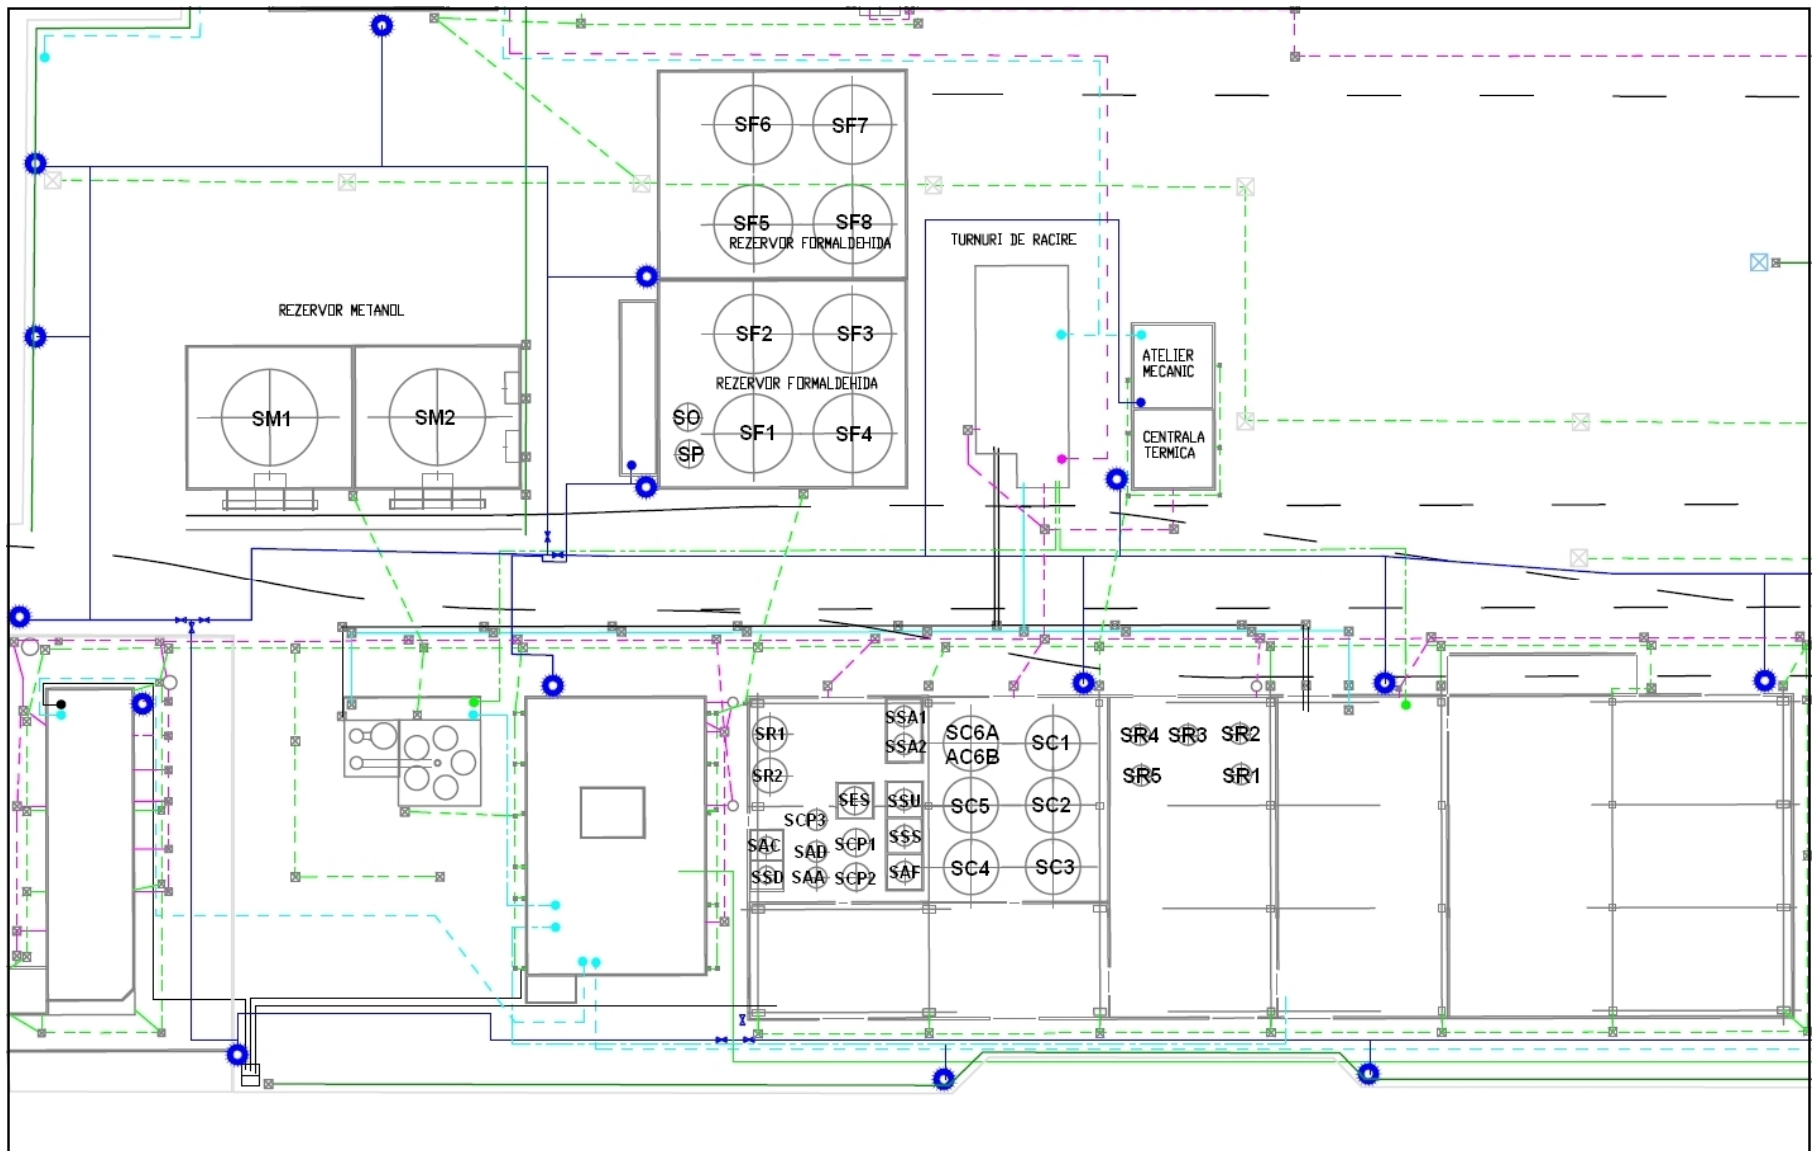 SF6
SF7
SF5
SF8
REZERVOR FORMALDEHIDA
TURNURI DE RACIRE
REZERVOR METANOL
SF2
SF3
ATELIER
MECANIC
REZERVOR FORMALDEHIDA
SM1
SM2
SO
SF1
SF4
SP
CENTRALA
TERMICA
SR1
SSA1
SSA2
SC6A
AC6B
SC1
SR4
SR3
SR2
SR2
SR5
SR1
SES
SSU
SC5
SC2
SCP3
SAC
SAD
SCP1
SSS
SSD
SAA
SCP2
SAF
SC4
SC3